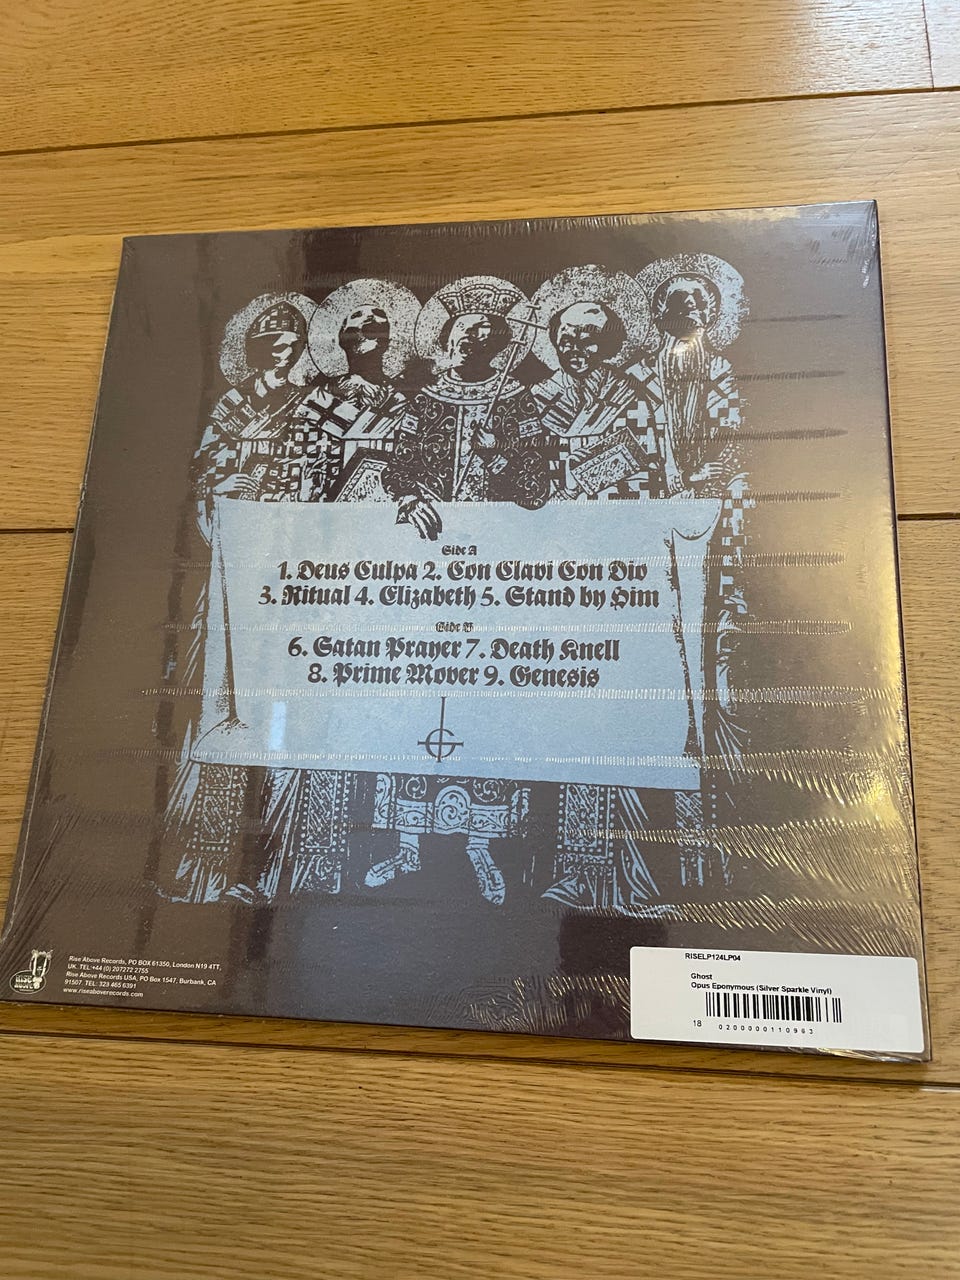 Side A
1. Deus Culpa 2. Con Clavi Con Dio
3. Ritual 4. Elizabeth 5. Stand by Him
Side B
6. Satan Prayer 7. Death Knell
8. Prime Mover 9. Genesis
RISE
ABOVE
Rise Above Records, PO BOX 61350, London N19 4TT,
UK. TEL:+44 (0) 207272 2755
Rise Above Records USA, PO Box 1547, Burbank, CA
91507. TEL: 323 465 6391
www.riseaboverecords.com
RISELP124LP04
Ghost
Opus Eponymous (Silver Sparkle Vinyl)
18 0200000110963